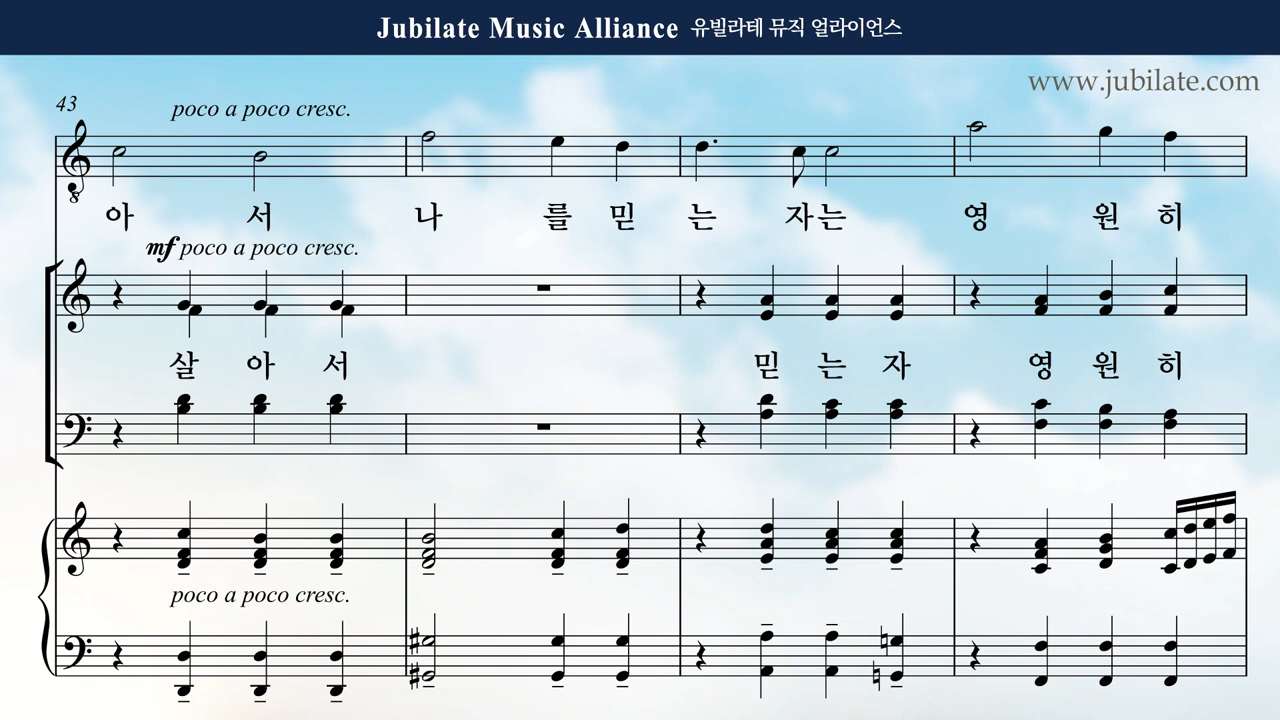 Jubilate Music Alliance 유빌라테 뮤직 얼라이언스
www.jubilate.com
43
poco a poco cresc.
아 서 나 를 믿 는 자는 영 원 히
mf poco a poco cresc.
살 아 서 믿 는 자 영 원 히
poco a poco cresc.